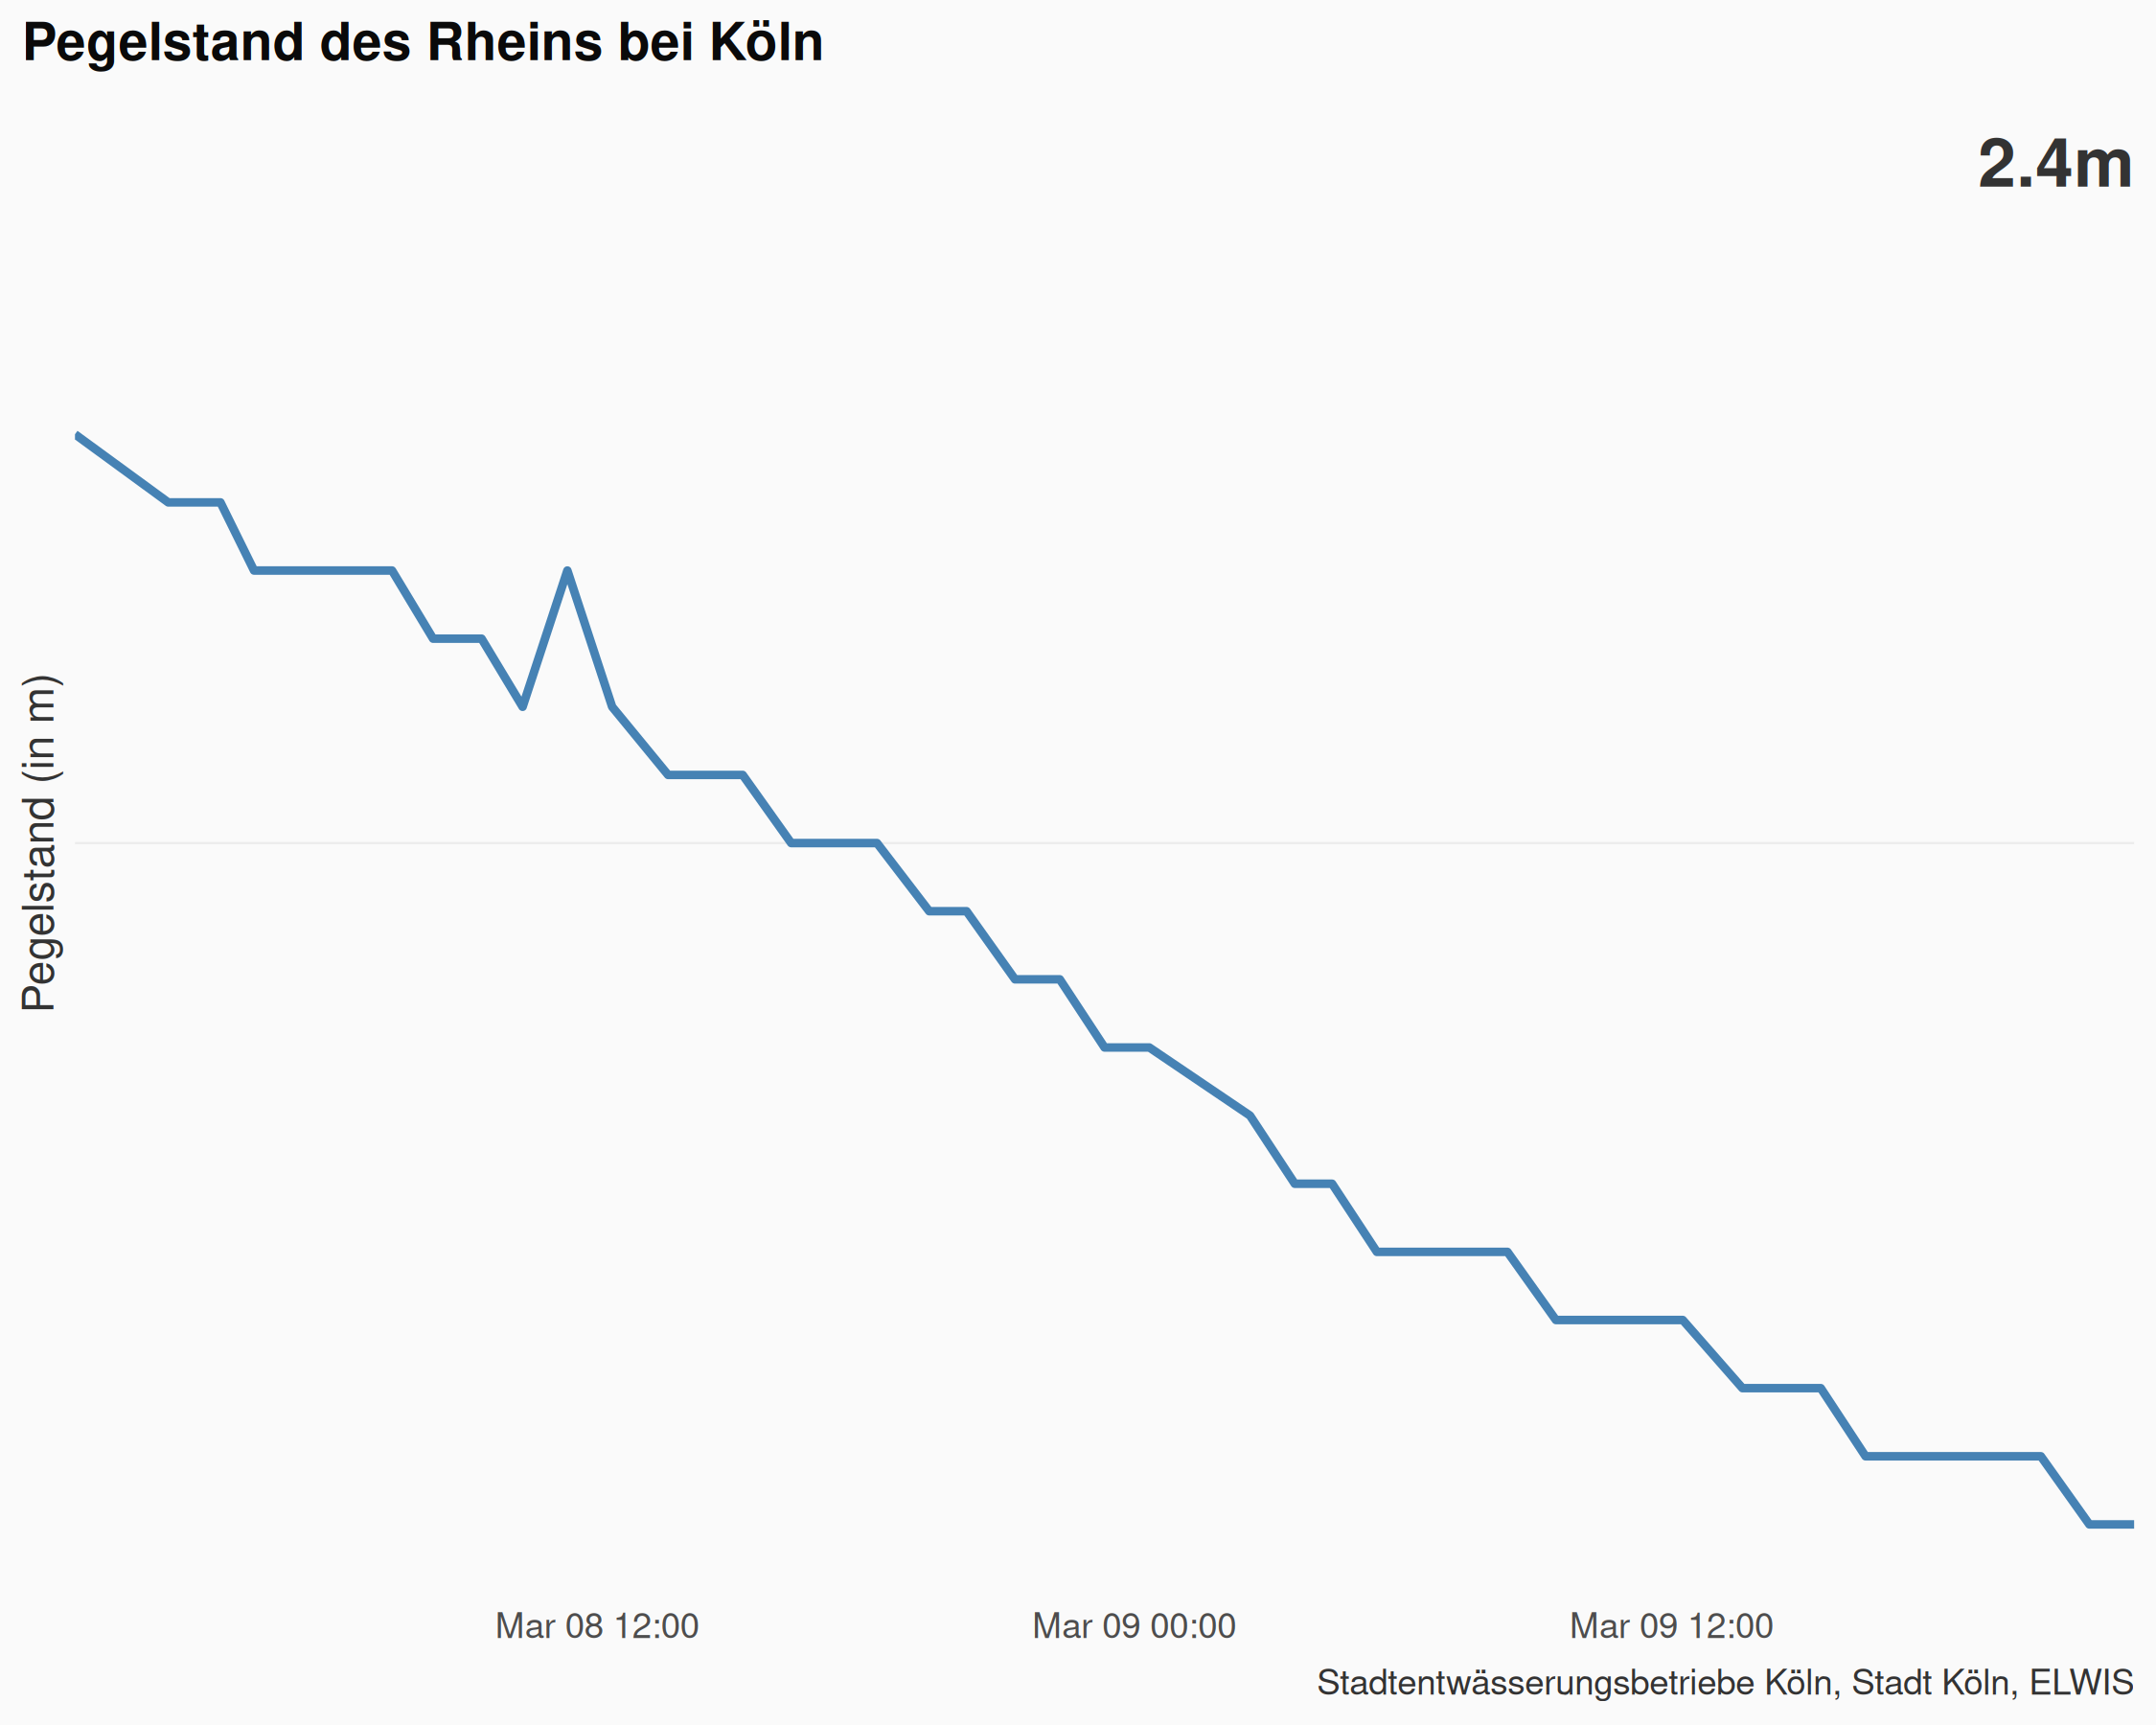 Pegelstand des Rheins bei Köln
2.4m
Pegelstand (in m)
Mar 08 12:00
Mar 09 00:00
Mar 09 12:00
Stadtentwässerungsbetriebe Köln, Stadt Köln, ELWIS